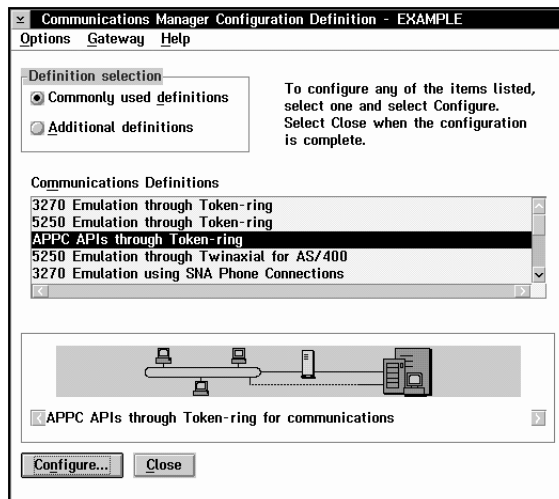 Communications Manager Configuration Definition - EXAMPLE
Options Gateway Help
Definition selection
Commonly used definitions
Additional definitions
To configure any of the items listed,
select one and select Configure.
Select Close when the configuration
is complete.
Communications Definitions
3270 Emulation through Token-ring
5250 Emulation through Token-ring
APPC APIs through Token-ring
5250 Emulation through Twinaxial for AS/400
3270 Emulation using SNA Phone Connections
APPC APIs through Token-ring for communications
Configure... Close